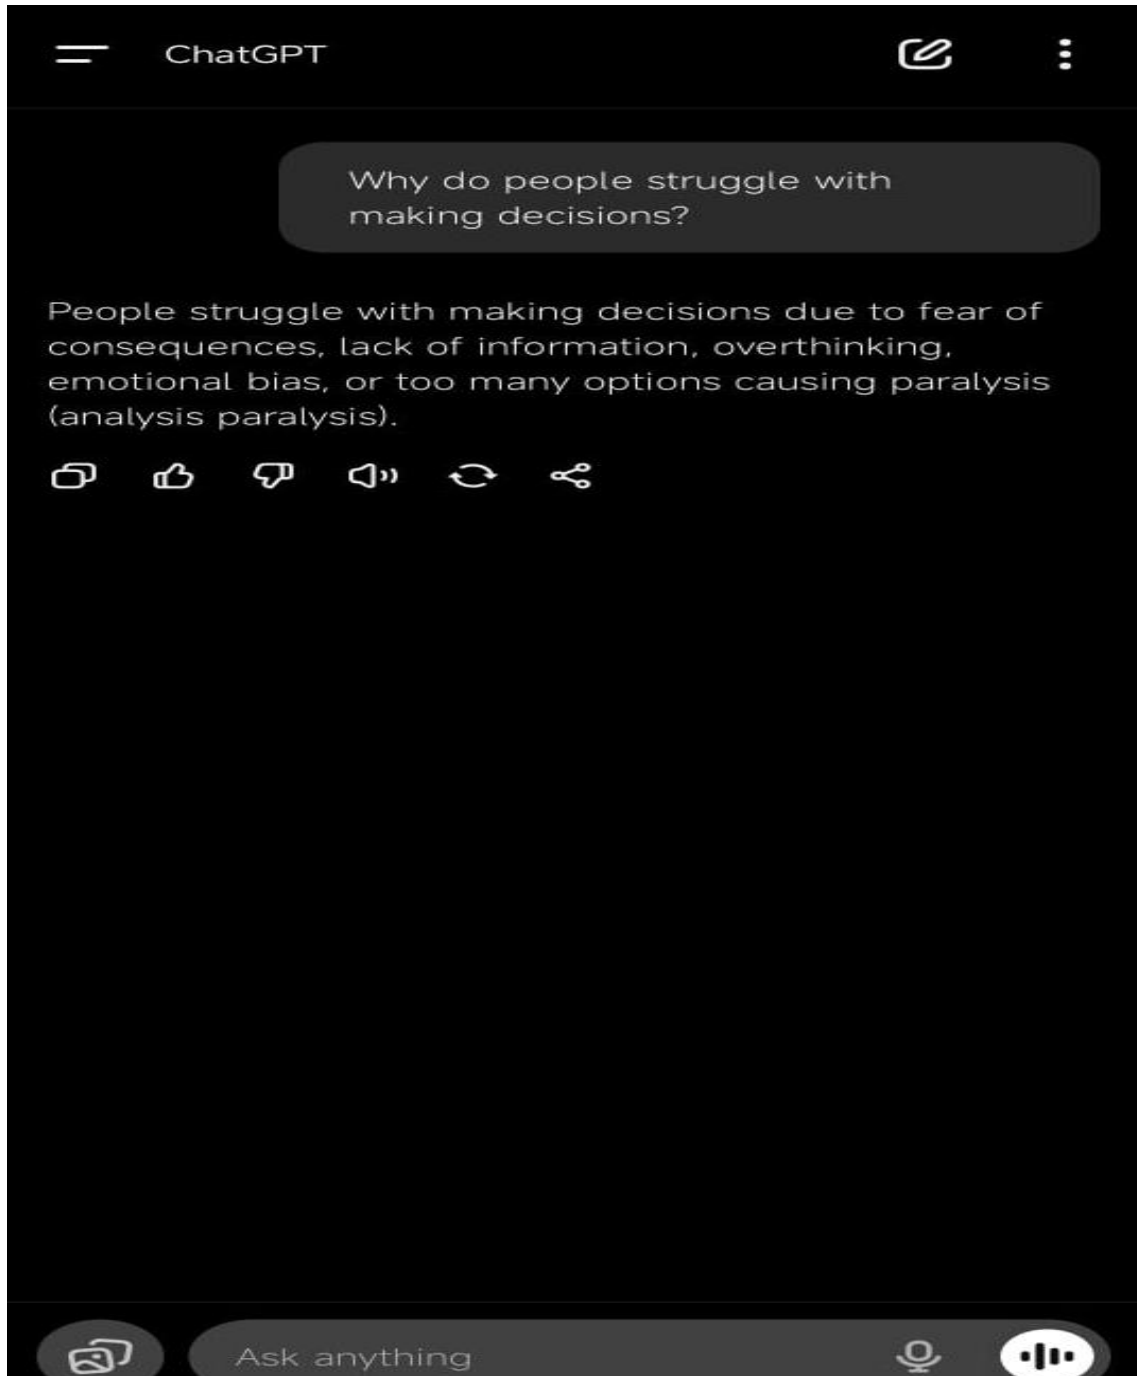 ChatGPT
Why do people struggle with
making decisions?
People struggle with making decisions due to fear of
consequences, lack of information, overthinking,
emotional bias, or too many options causing paralysis
(analysis paralysis).
Ask anything